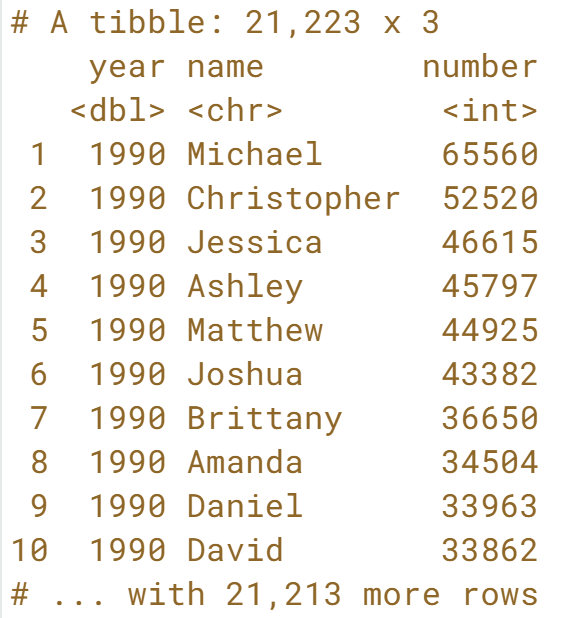 # A tibble: 21,223 x 3
year name number
<dbl> <chr> <int>
1 1990 Michael 65560
2 1990 Christopher 52520
3 1990 Jessica 46615
4 1990 Ashley 45797
5 1990 Matthew 44925
6 1990 Joshua 43382
7 1990 Brittany 36650
8 1990 Amanda 34504
9 1990 Daniel 33963
10 1990 David 33862
# ... with 21,213 more rows